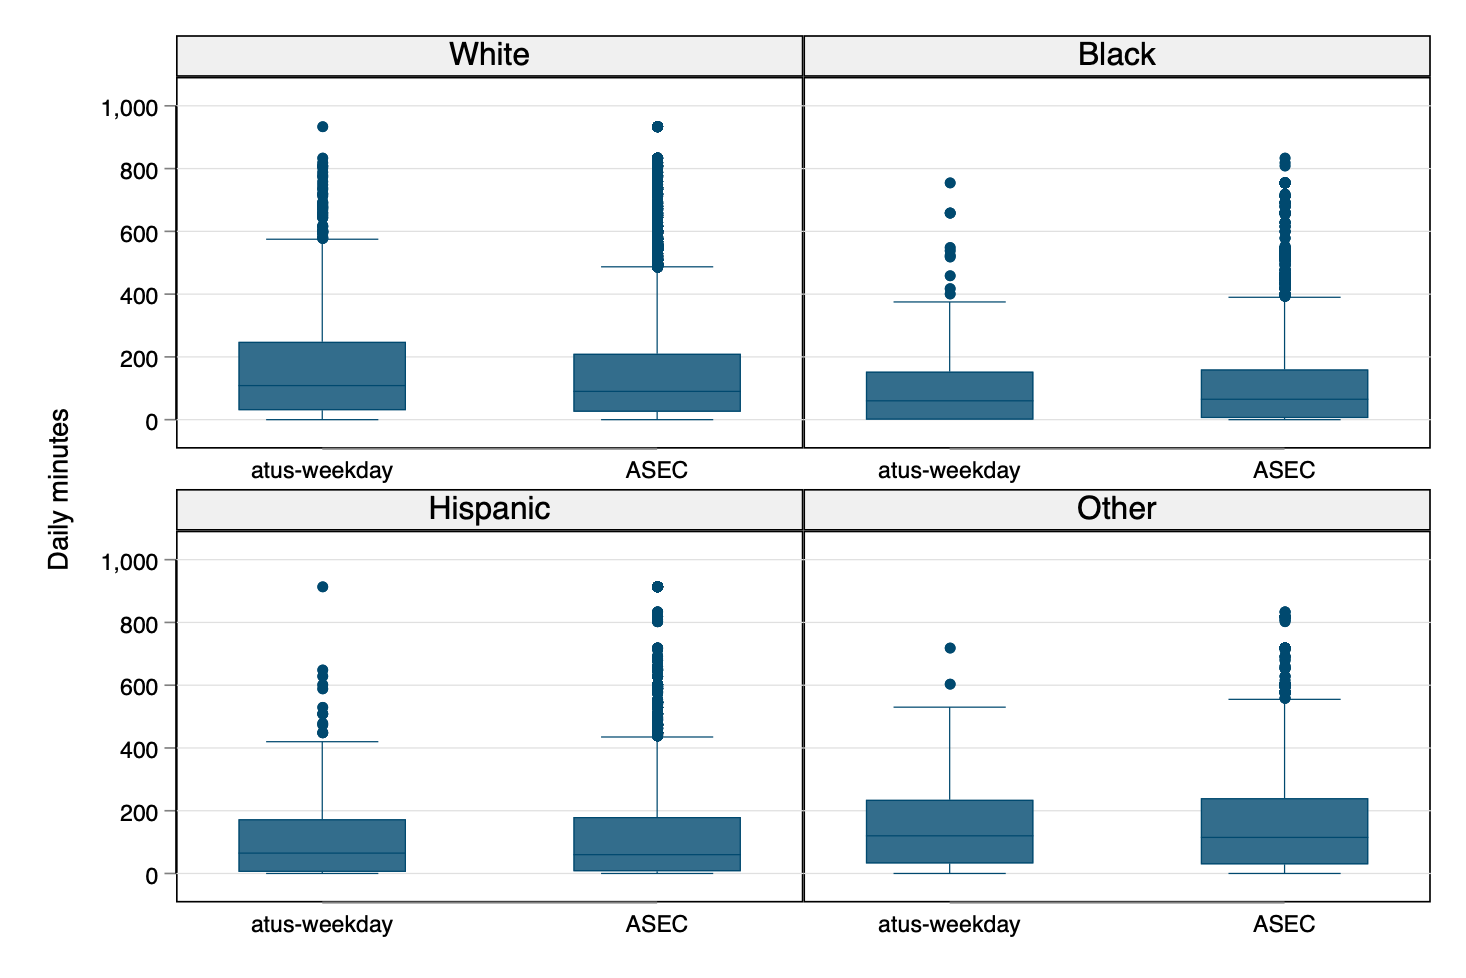 White
Black
1,000
800
600
400
200
0
atus-weekday
ASEC
atus-weekday
ASEC
Daily minutes
Hispanic
Other
1,000
800
600
400
200
0
atus-weekday
ASEC
atus-weekday
ASEC